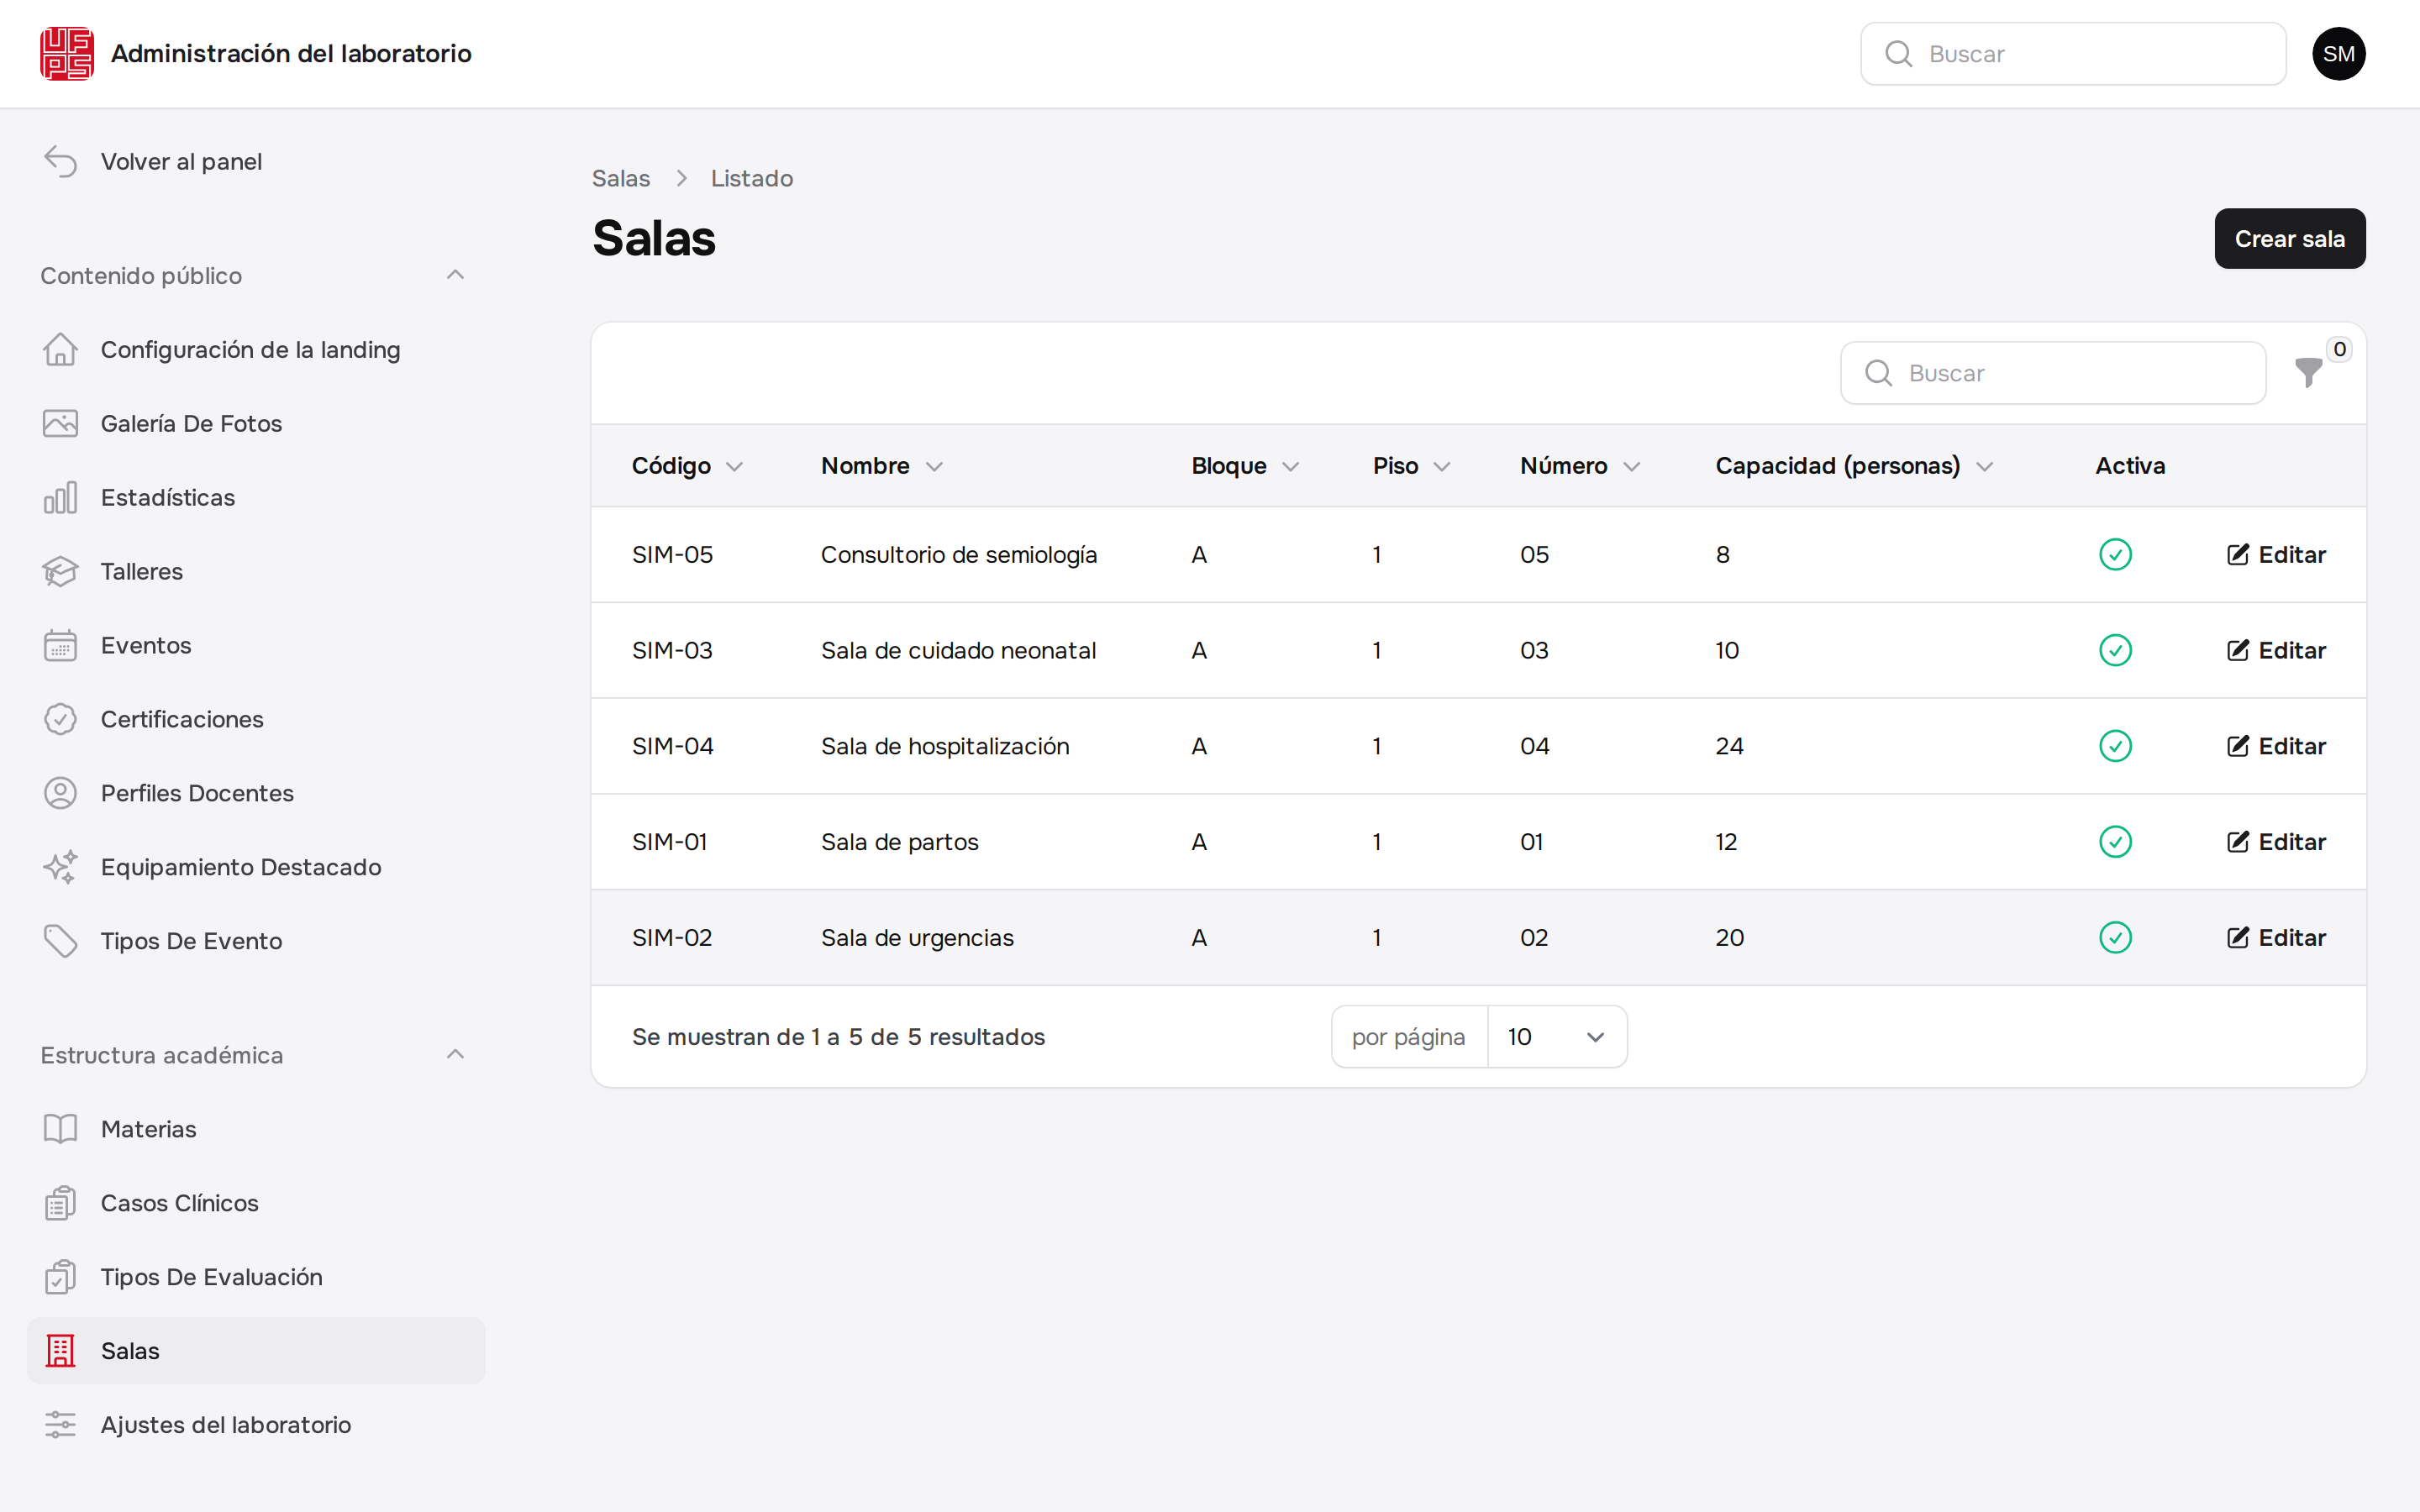 UFPS
Administración del laboratorio
Buscar
SM
Volver al panel
Contenido público
Configuración de la landing
Galería De Fotos
Estadísticas
Talleres
Eventos
Certificaciones
Perfiles Docentes
Equipamiento Destacado
Tipos De Evento
Estructura académica
Materias
Casos Clínicos
Tipos De Evaluación
Salas
Ajustes del laboratorio
Salas Listado
Salas
Crear sala
Buscar
0
Código Nombre Bloque Piso Número Capacidad (personas) Activa
SIM-05 Consultorio de semiología A 1 05 8 Editar
SIM-03 Sala de cuidado neonatal A 1 03 10 Editar
SIM-04 Sala de hospitalización A 1 04 24 Editar
SIM-01 Sala de partos A 1 01 12 Editar
SIM-02 Sala de urgencias A 1 02 20 Editar
Se muestran de 1 a 5 de 5 resultados
por página 10